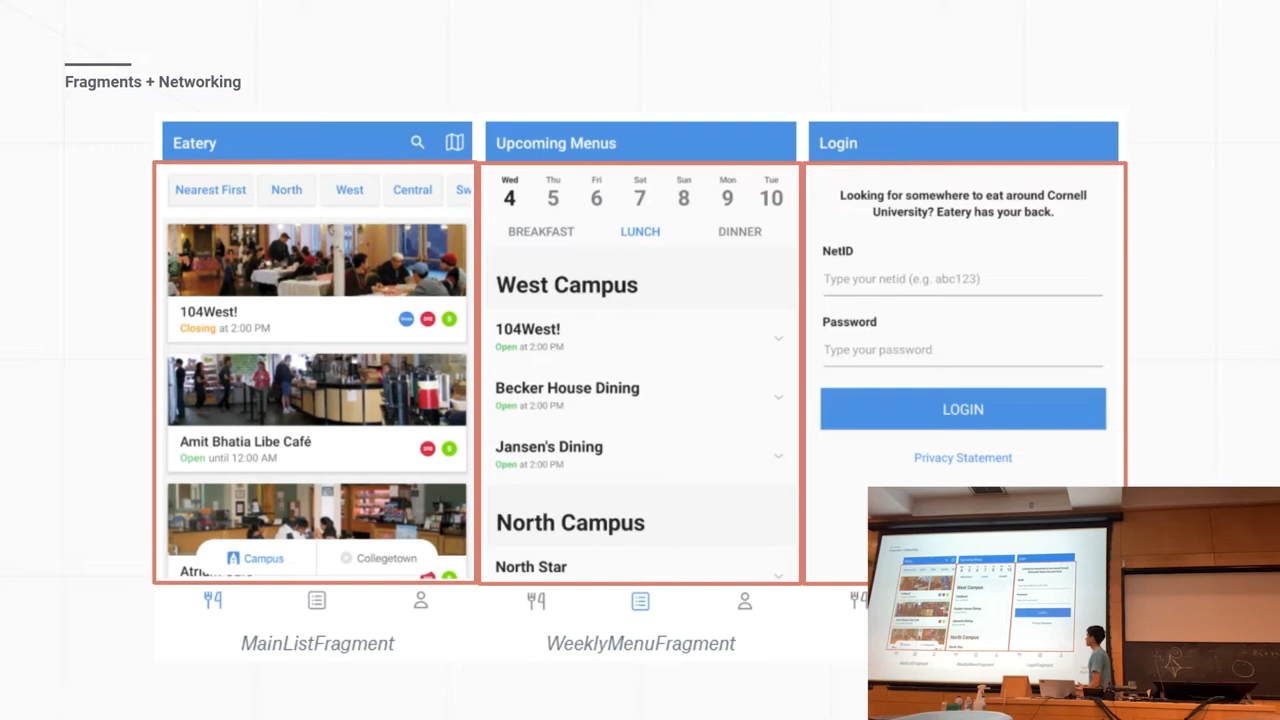 Fragments + Networking
Eatery
Nearest First
North
West
Central
Sw
104West!
Closing at 2:00 PM
Amit Bhatia Libe Café
Open until 12:00 AM
Campus
Collegetown
MainListFragment
Upcoming Menus
Wed Thu Fri Sat Sun Mon Tue
4 5 6 7 8 9 10
BREAKFAST LUNCH DINNER
West Campus
104West!
Open at 2:00 PM
Becker House Dining
Open at 2:00 PM
Jansen's Dining
Open at 2:00 PM
North Campus
North Star
WeeklyMenuFragment
Login
Looking for somewhere to eat around Cornell
University? Eatery has your back.
NetID
Type your netid (e.g. abc123)
Password
Type your password
LOGIN
Privacy Statement
West Campus
North Campus